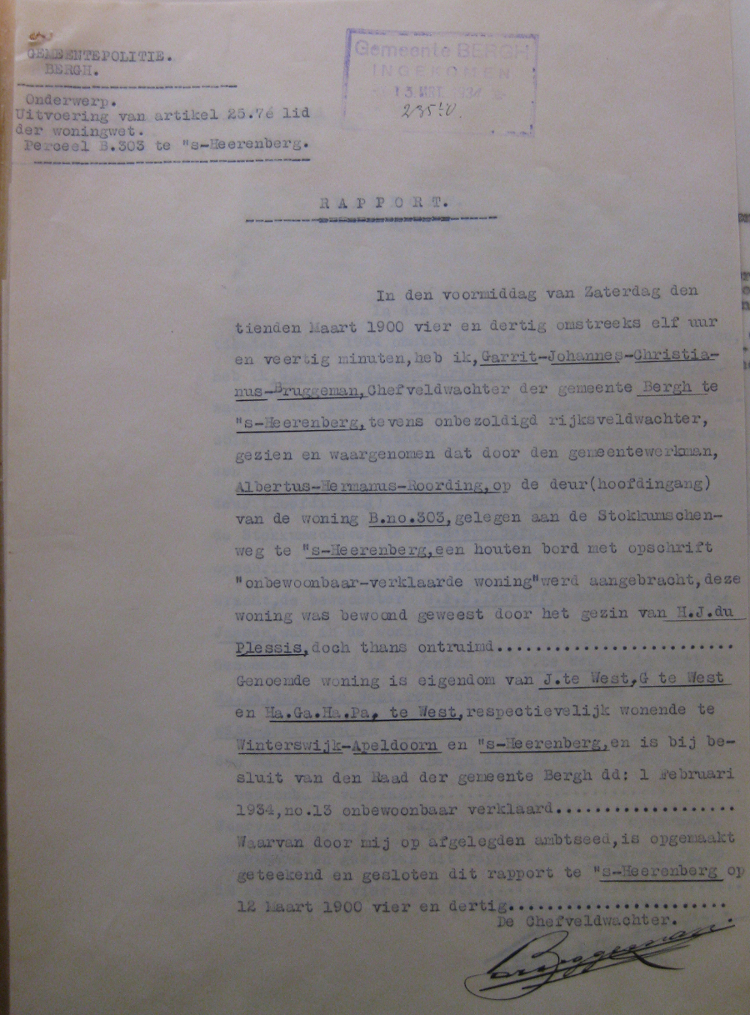 GEMEENTEPOLITIE.
BERGH.
Gemeente BERGH
INGEKOMEN
13 MRT. 1934
Onderwerp.
Uitvoering van artikel 25.7é lid
der woningwet.
Perceel B.303 te "s-Heerenberg.
RAPPORT.
In den voormiddag van Zaterdag den
tienden Maart 1900 vier en dertig omstreeks elf uur
en veertig minuten,heb ik,Garrit-Johannes-Christia-
nus-Bruggeman,Chefveldwachter der gemeente Bergh te
"s-Heerenberg,tevens onbezoldigd rijksveldwachter,
gezien en waargenomen dat door den gemeentewerkman,
Albertus-Hermanus-Roording,op de deur(hoofdingang)
van de woning B.no.303,gelegen aan de Stokkumschen-
weg te "s-Heerenberg,een houten bord met opschrift
"onbewoonbaar-verklaarde woning"werd aangebracht,deze
woning was bewoond geweest door het gezin van H.J.du
Plessis,doch thans ontruimd.........................
Genoemde woning is eigendom van J.te West,G te West
en Ha.Ga.Ha.Pa, te West,respectievelijk wonende te
Winterswijk-Apeldoorn en "s-Heerenberg,en is bij be-
sluit van den Raad der gemeente Bergh dd: 1 Februari
1934,no.13 onbewoonbaar verklaard...................
Waarvan door mij op afgelegden ambtseed,is opgemaakt
geteekend en gesloten dit rapport te "s-Heerenberg op
12 Maart 1900 vier en dertig.......................
De Chefveldwachter.
Bruggeman.